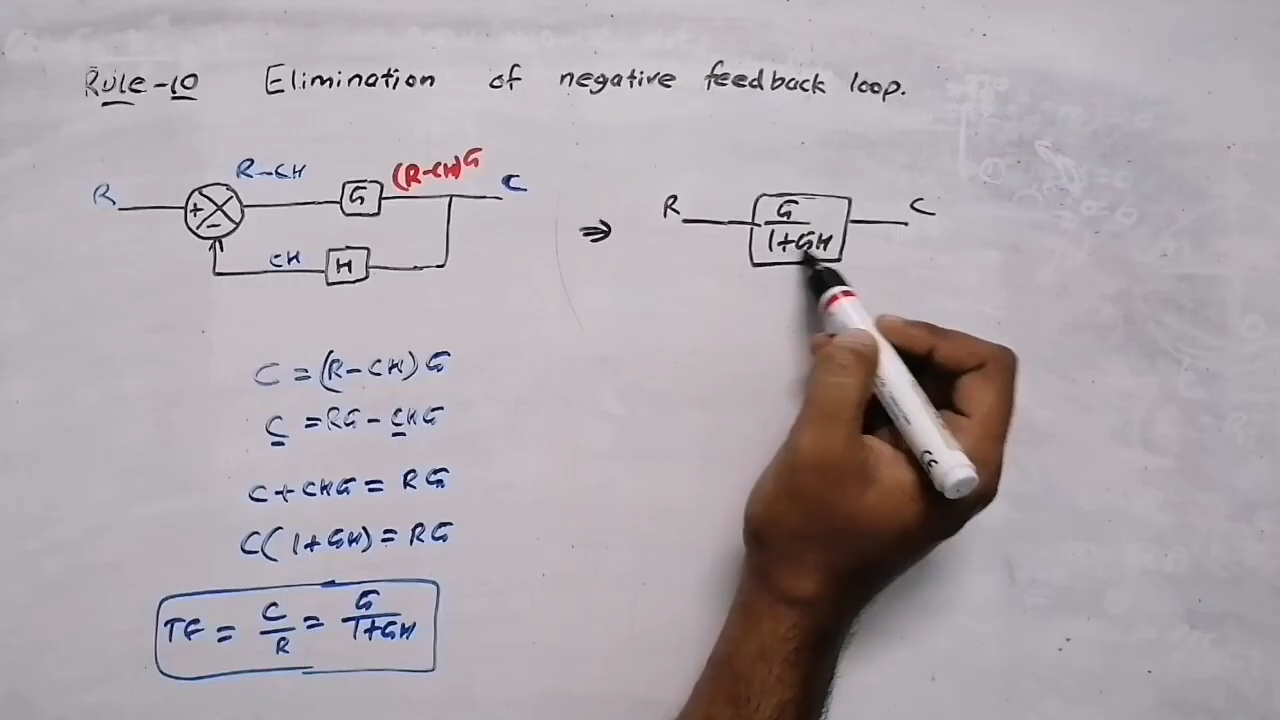 Rule-10 Elimination of negative feedback loop.
R + - R-CH G (R-CH)G C
CH H
R G/1+GH C
C = (R-CH)G
C = RG - CHG
C + CHG = RG
C(1+GH) = RG
TF = C/R = G/1+GH
CE